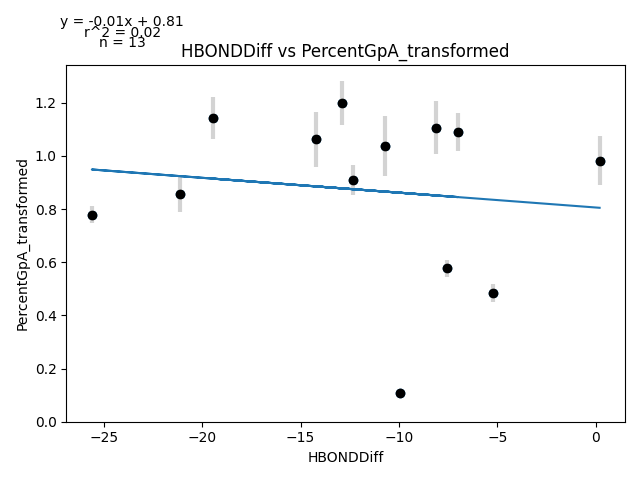 y = -0.01x + 0.81
r^2 = 0.02
n = 13
HBONDDiff vs PercentGpA_transformed
PercentGpA_transformed
1.2
1.0
0.8
0.6
0.4
0.2
0.0
−25
−20
−15
−10
−5
0
HBONDDiff